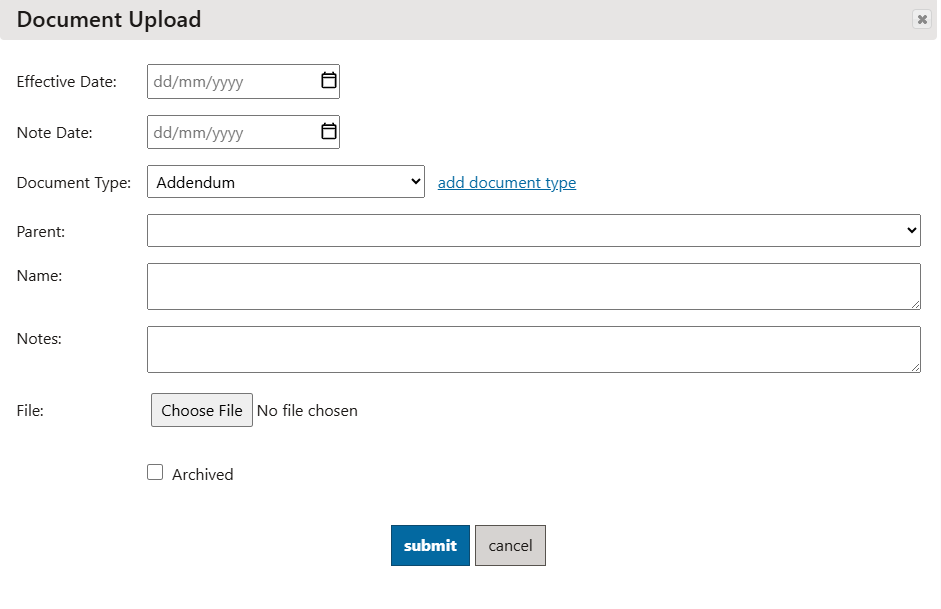 Document Upload
Effective Date: dd/mm/yyyy
Note Date: dd/mm/yyyy
Document Type: Addendum add document type
Parent:
Name:
Notes:
File: Choose File No file chosen
Archived
submit cancel